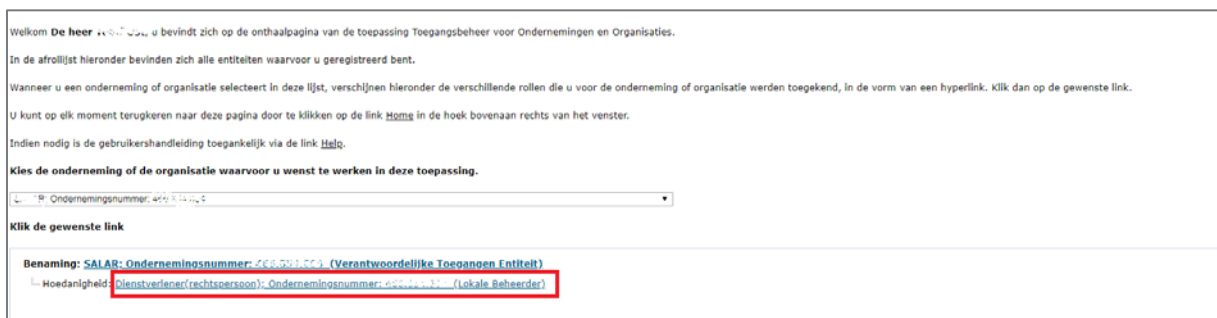 Welkom De heer u bevindt zich op de onthaalpagina van de toepassing Toegangsbeheer voor Ondernemingen en Organisaties.
In de afrollijst hieronder bevinden zich alle entiteiten waarvoor u geregistreerd bent.
Wanneer u een onderneming of organisatie selecteert in deze lijst, verschijnen hieronder de verschillende rollen die u voor de onderneming of organisatie werden toegekend, in de vorm van een hyperlink. Klik dan op de gewenste link.
U kunt op elk moment terugkeren naar deze pagina door te klikken op de link Home in de hoek bovenaan rechts van het venster.
Indien nodig is de gebruikershandleiding toegankelijk via de link Help.
Kies de onderneming of de organisatie waarvoor u wenst te werken in deze toepassing.
Ondernemingsnummer:
Klik de gewenste link
Benaming: SALAR; Ondernemingsnummer: (Verantwoordelijke Toegangen Entiteit)
Hoedanigheid: Dienstverlener(rechtspersoon); Ondernemingsnummer: (Lokale Beheerder)